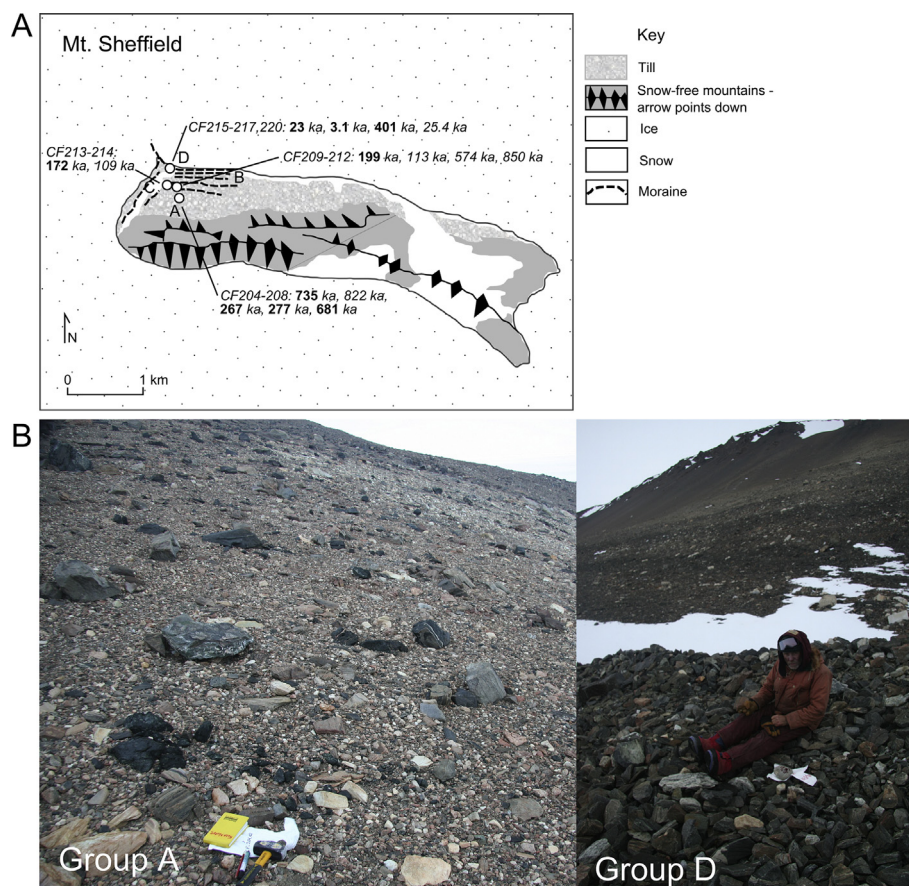 A
Mt. Sheffield
Key
Till
Snow-free mountains -
arrow points down
Ice
Snow
Moraine
CF215-217,220: 23 ka, 3.1 ka, 401 ka, 25.4 ka
CF213-214:
172 ka, 109 ka
D
CF209-212: 199 ka, 113 ka, 574 ka, 850 ka
C
B
A
CF204-208: 735 ka, 822 ka,
267 ka, 277 ka, 681 ka
N
0 1 km
B
Group A
Group D